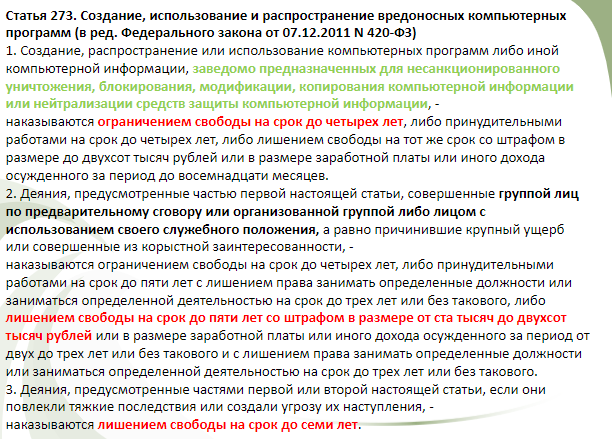 Статья 273. Создание, использование и распространение вредоносных компьютерных
программ (в ред. Федерального закона от 07.12.2011 N 420-ФЗ)
1. Создание, распространение или использование компьютерных программ либо иной
компьютерной информации, заведомо предназначенных для несанкционированного
уничтожения, блокирования, модификации, копирования компьютерной информации
или нейтрализации средств защиты компьютерной информации, -
наказываются ограничением свободы на срок до четырех лет, либо принудительными
работами на срок до четырех лет, либо лишением свободы на тот же срок со штрафом в
размере до двухсот тысяч рублей или в размере заработной платы или иного дохода
осужденного за период до восемнадцати месяцев.
2. Деяния, предусмотренные частью первой настоящей статьи, совершенные группой лиц
по предварительному сговору или организованной группой либо лицом с
использованием своего служебного положения, а равно причинившие крупный ущерб
или совершенные из корыстной заинтересованности, -
наказываются ограничением свободы на срок до четырех лет, либо принудительными
работами на срок до пяти лет с лишением права занимать определенные должности или
заниматься определенной деятельностью на срок до трех лет или без такового, либо
лишением свободы на срок до пяти лет со штрафом в размере от ста тысяч до двухсот
тысяч рублей или в размере заработной платы или иного дохода осужденного за период от
двух до трех лет или без такового и с лишением права занимать определенные должности
или заниматься определенной деятельностью на срок до трех лет или без такового.
3. Деяния, предусмотренные частями первой или второй настоящей статьи, если они
повлекли тяжкие последствия или создали угрозу их наступления, -
наказываются лишением свободы на срок до семи лет.